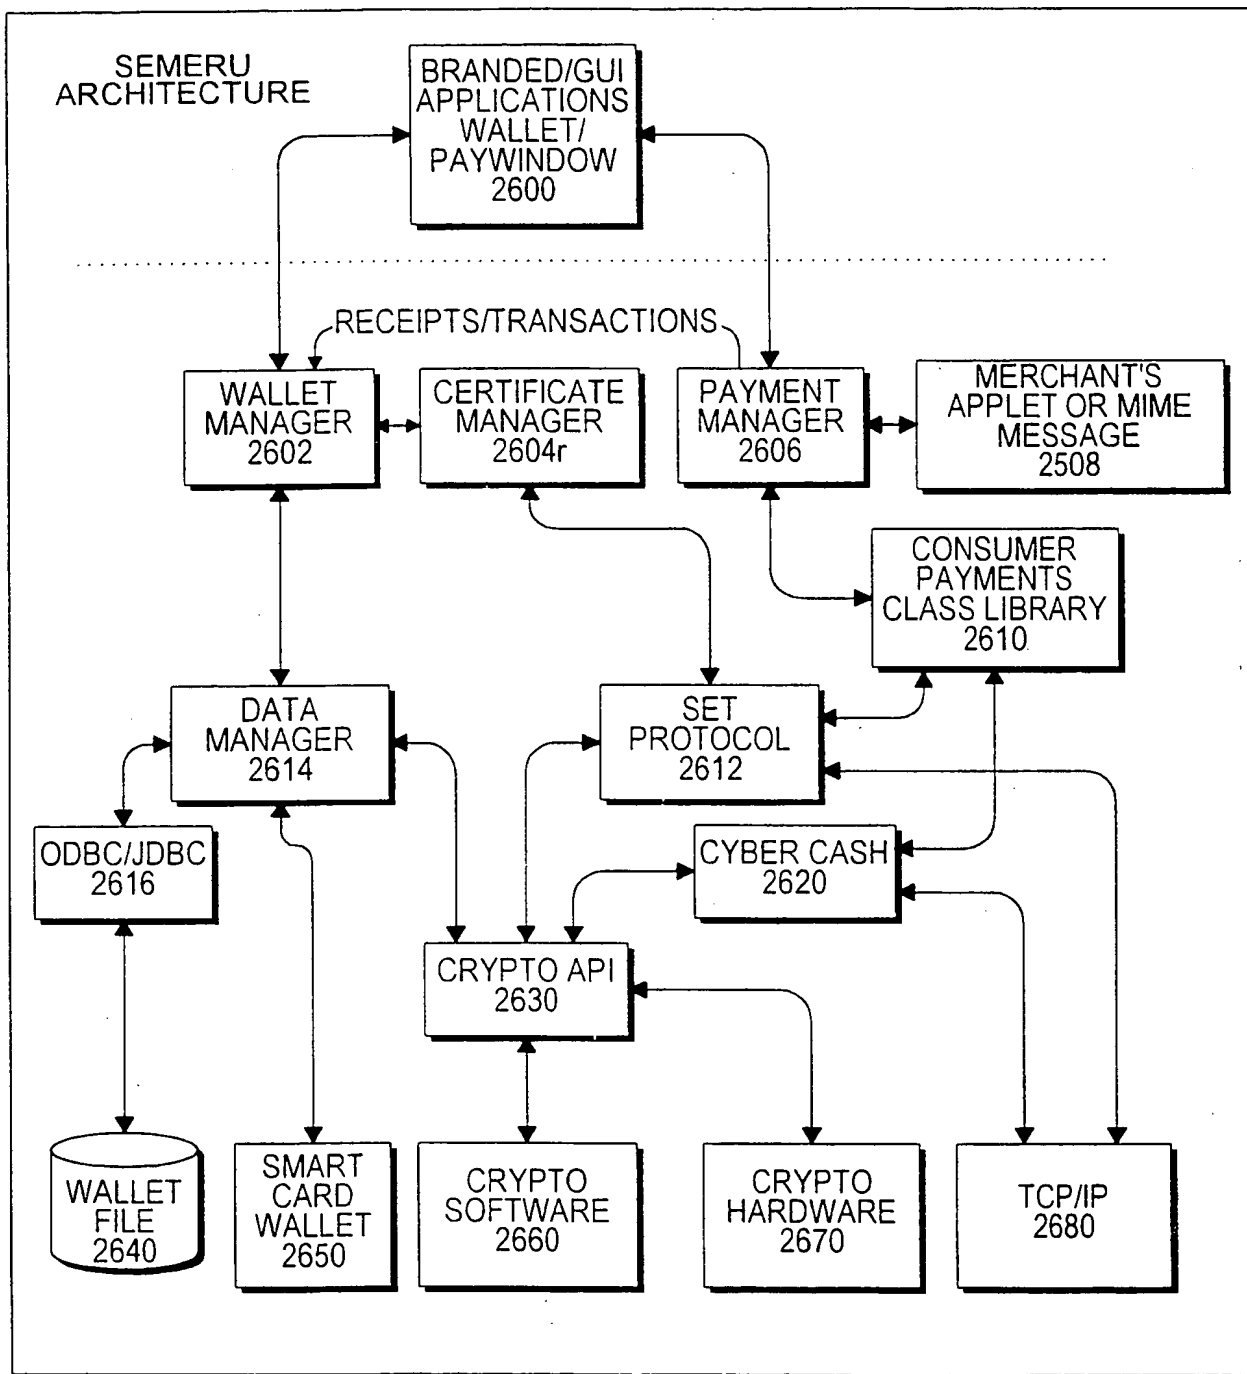 SEMERU
ARCHITECTURE
BRANDED/GUI
APPLICATIONS
WALLET/
PAYWINDOW
2600
RECEIPTS/TRANSACTIONS
WALLET
MANAGER
2602
CERTIFICATE
MANAGER
2604r
PAYMENT
MANAGER
2606
MERCHANT'S
APPLET OR MIME
MESSAGE
2508
CONSUMER
PAYMENTS
CLASS LIBRARY
2610
DATA
MANAGER
2614
SET
PROTOCOL
2612
ODBC/JDBC
2616
CYBER CASH
2620
CRYPTO API
2630
WALLET
FILE
2640
SMART
CARD
WALLET
2650
CRYPTO
SOFTWARE
2660
CRYPTO
HARDWARE
2670
TCP/IP
2680